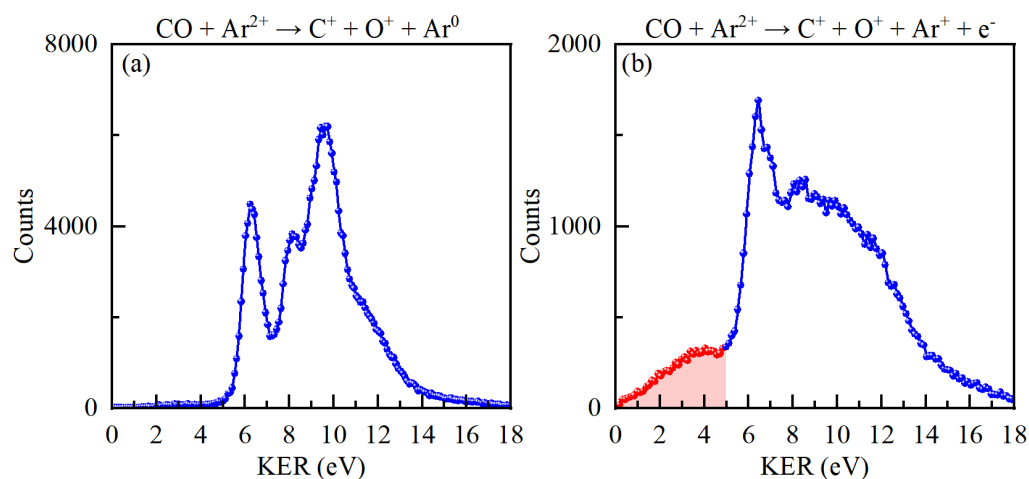 CO + Ar²⁺ → C⁺ + O⁺ + Ar⁰
(a)
8000
4000
0
Counts
0 2 4 6 8 10 12 14 16 18
KER (eV)
CO + Ar²⁺ → C⁺ + O⁺ + Ar⁺ + e⁻
(b)
2000
1000
0
Counts
0 2 4 6 8 10 12 14 16 18
KER (eV)